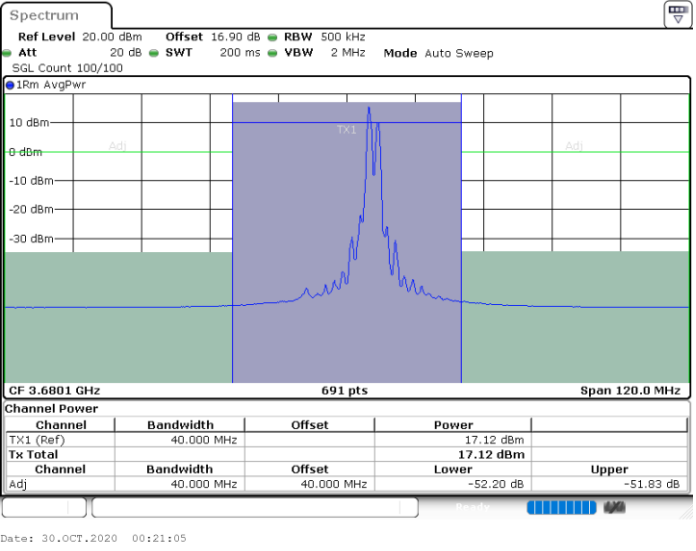 Spectrum
Ref Level 20.00 dBm Offset 16.90 dB RBW 500 kHz
Att 20 dB SWT 200 ms VBW 2 MHz Mode Auto Sweep
SGL Count 100/100
1Rm AvgPwr
10 dBm
TX1
Adj Adj
0 dBm
-10 dBm
-20 dBm
-30 dBm
CF 3.6801 GHz 691 pts Span 120.0 MHz
Channel Power
Channel Bandwidth Offset Power
TX1 (Ref) 40.000 MHz 17.12 dBm
Tx Total 17.12 dBm
Channel Bandwidth Offset Lower Upper
Adj 40.000 MHz 40.000 MHz -52.20 dB -51.83 dB
Ready
Date: 30.OCT.2020 00:21:05